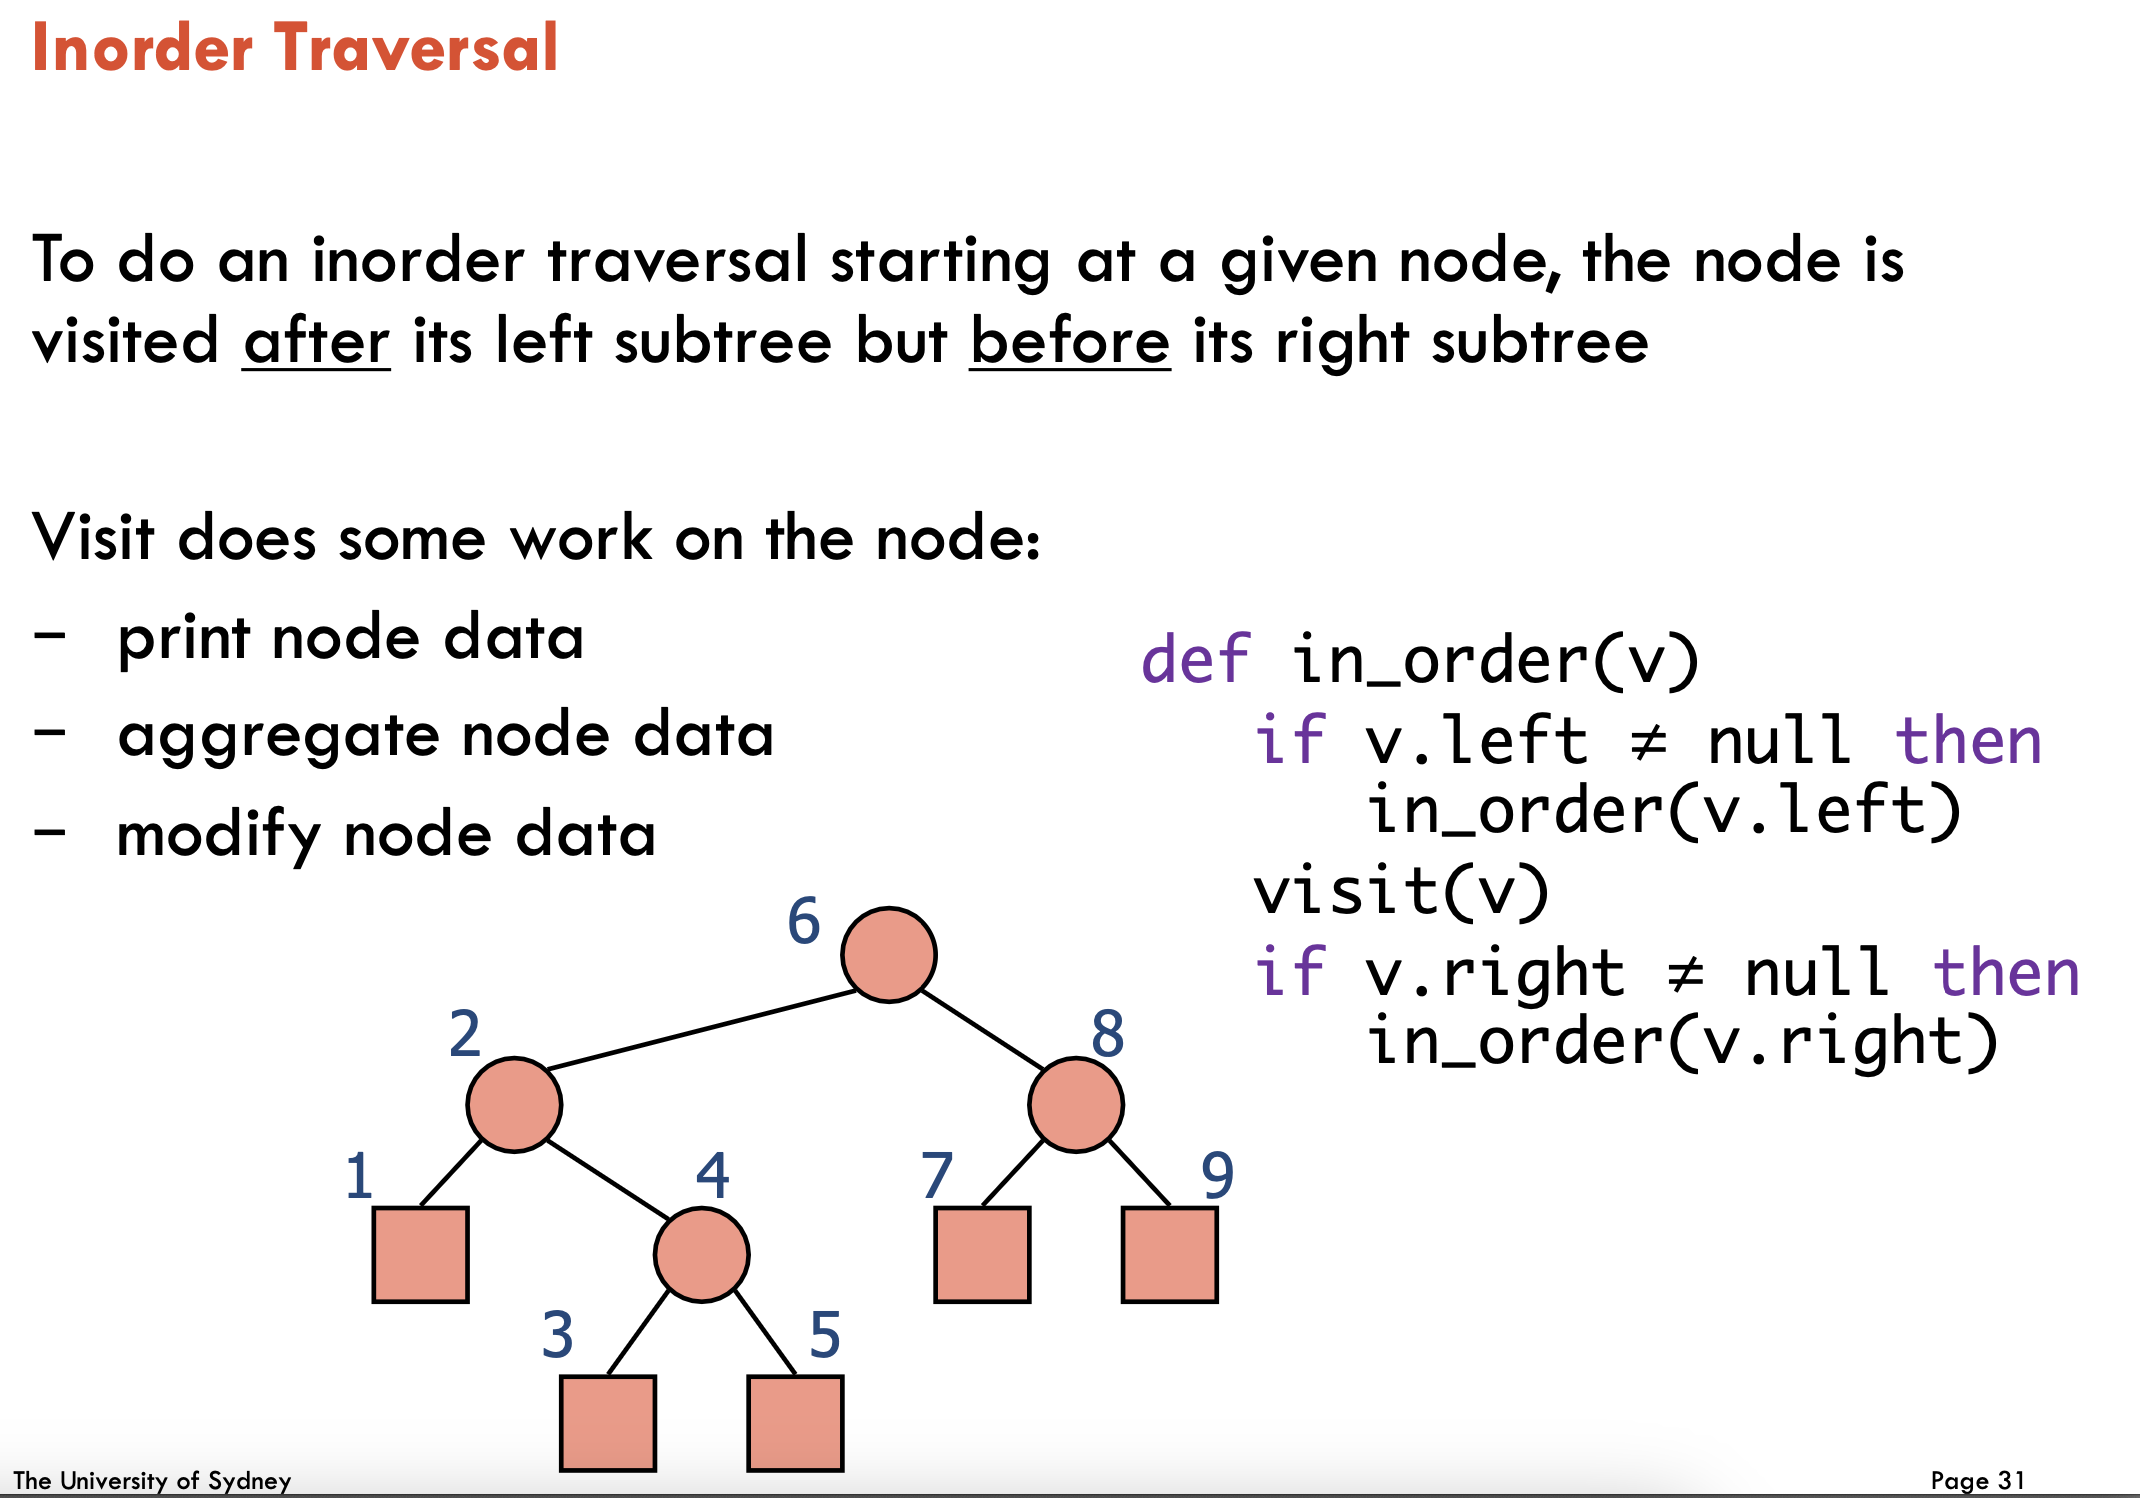 Inorder Traversal
To do an inorder traversal starting at a given node, the node is
visited after its left subtree but before its right subtree
Visit does some work on the node:
– print node data
– aggregate node data
– modify node data
def in_order(v)
if v.left ≠ null then
in_order(v.left)
visit(v)
if v.right ≠ null then
in_order(v.right)
6
2
8
1
4
7
9
3
5
The University of Sydney
Page 31